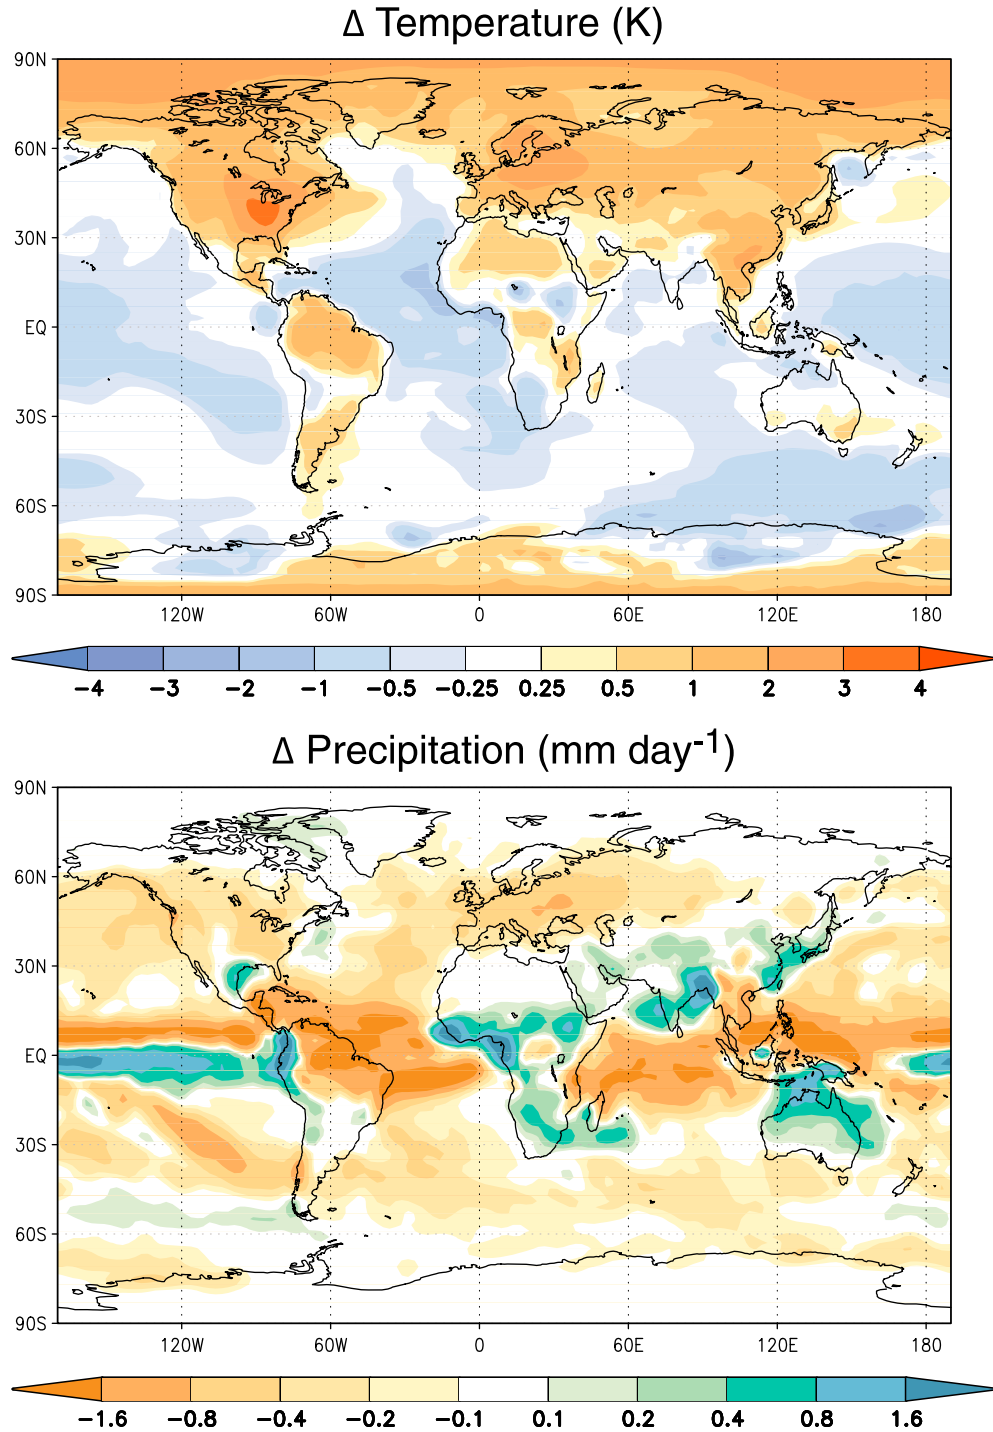 Δ Temperature (K)
90N
60N
30N
EQ
30S
60S
90S
120W 60W 0 60E 120E 180
−4 −3 −2 −1 −0.5 −0.25 0.25 0.5 1 2 3 4
Δ Precipitation (mm day-1)
90N
60N
30N
EQ
30S
60S
90S
120W 60W 0 60E 120E 180
−1.6 −0.8 −0.4 −0.2 −0.1 0.1 0.2 0.4 0.8 1.6